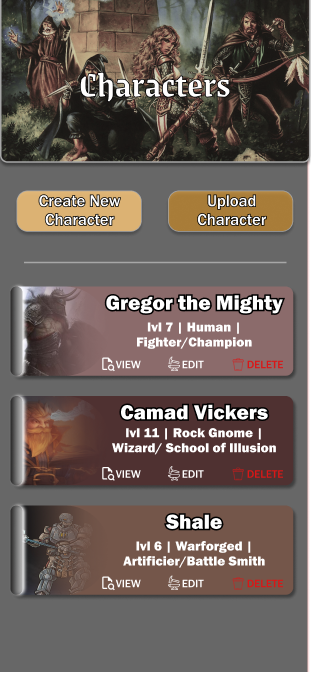 Characters
Create New
Character
Upload
Character
Gregor the Mighty
lvl 7 | Human |
Fighter/Champion
VIEW EDIT DELETE
Camad Vickers
lvl 11 | Rock Gnome |
Wizard/ School of Illusion
VIEW EDIT DELETE
Shale
lvl 6 | Warforged |
Artificier/Battle Smith
VIEW EDIT DELETE